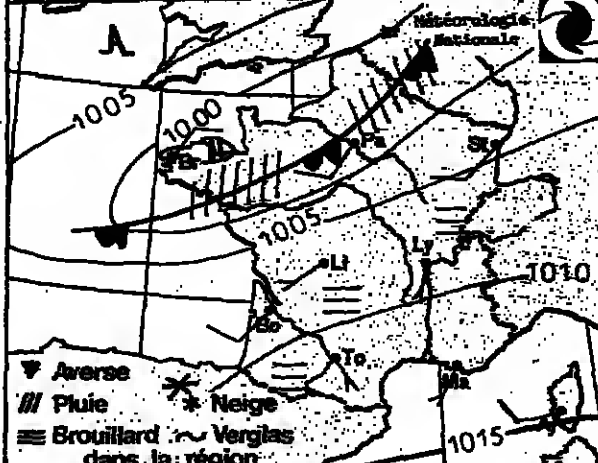 Météorologie
Nationale
1005
1000
Br
Pa
St
1005
Ly
Li
1010
Bo
To
Ma
Averse
/// Pluie
Neige
Brouillard
Verglas
dans la région
1015